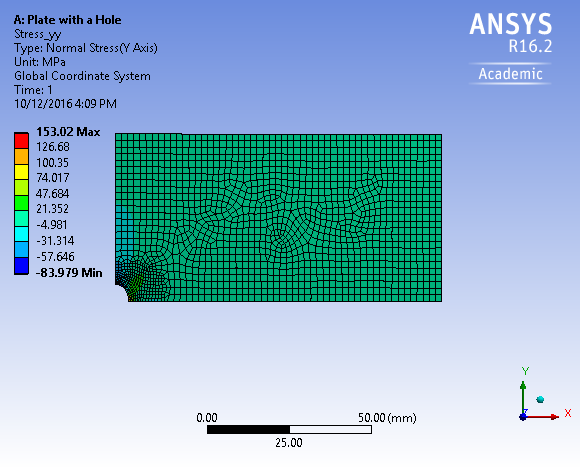 A: Plate with a Hole
Stress_yy
Type: Normal Stress(Y Axis)
Unit: MPa
Global Coordinate System
Time: 1
10/12/2016 4:09 PM
ANSYS
R16.2
Academic
153.02 Max
126.68
100.35
74.017
47.684
21.352
-4.981
-31.314
-57.646
-83.979 Min
0.00
50.00 (mm)
25.00
Y
Z
X